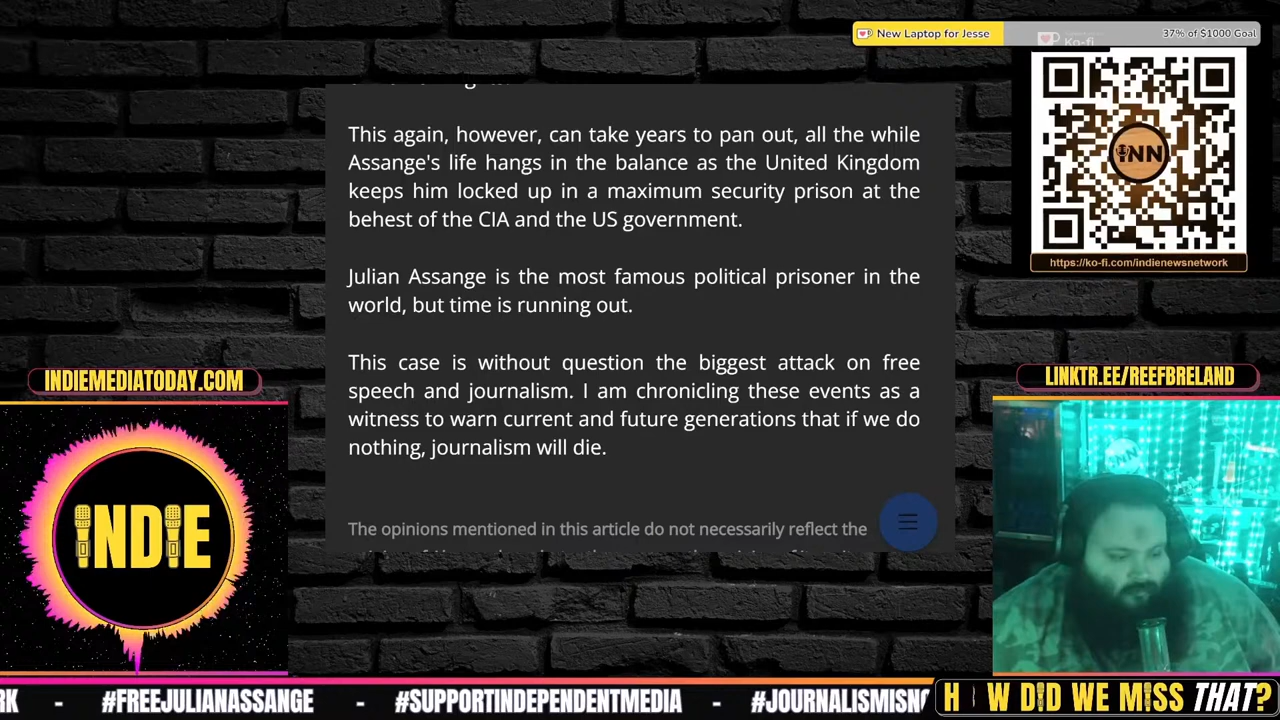 New Laptop for Jesse
37% of $1000 Goal
Ko-fi
INN
https://ko-fi.com/indienewsnetwork
This again, however, can take years to pan out, all the while
Assange's life hangs in the balance as the United Kingdom
keeps him locked up in a maximum security prison at the
behest of the CIA and the US government.
Julian Assange is the most famous political prisoner in the
world, but time is running out.
This case is without question the biggest attack on free
speech and journalism. I am chronicling these events as a
witness to warn current and future generations that if we do
nothing, journalism will die.
The opinions mentioned in this article do not necessarily reflect the
INDIEMEDIATODAY.COM
INDIE
LINKTR.EE/REEFBRELAND
RK - #FREEJULIANASSANGE - #SUPPORTINDEPENDENTMEDIA - #JOURNALISMISNO
H W DID WE MISS THAT?